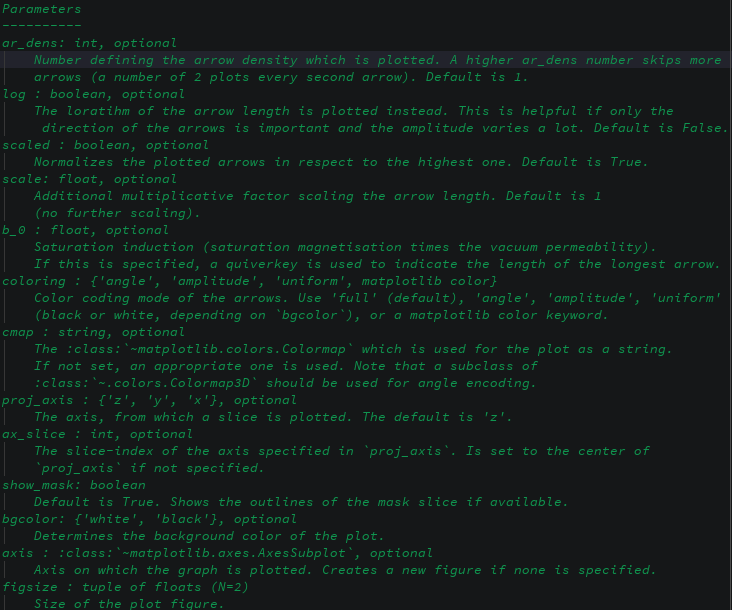 Parameters
----------
ar_dens: int, optional
Number defining the arrow density which is plotted. A higher ar_dens number skips more
arrows (a number of 2 plots every second arrow). Default is 1.
log : boolean, optional
The loratihm of the arrow length is plotted instead. This is helpful if only the
direction of the arrows is important and the amplitude varies a lot. Default is False.
scaled : boolean, optional
Normalizes the plotted arrows in respect to the highest one. Default is True.
scale: float, optional
Additional multiplicative factor scaling the arrow length. Default is 1
(no further scaling).
b_0 : float, optional
Saturation induction (saturation magnetisation times the vacuum permeability).
If this is specified, a quiverkey is used to indicate the length of the longest arrow.
coloring : {'angle', 'amplitude', 'uniform', matplotlib color}
Color coding mode of the arrows. Use 'full' (default), 'angle', 'amplitude', 'uniform'
(black or white, depending on `bgcolor`), or a matplotlib color keyword.
cmap : string, optional
The :class:`~matplotlib.colors.Colormap` which is used for the plot as a string.
If not set, an appropriate one is used. Note that a subclass of
:class:`~.colors.Colormap3D` should be used for angle encoding.
proj_axis : {'z', 'y', 'x'}, optional
The axis, from which a slice is plotted. The default is 'z'.
ax_slice : int, optional
The slice-index of the axis specified in `proj_axis`. Is set to the center of
`proj_axis` if not specified.
show_mask: boolean
Default is True. Shows the outlines of the mask slice if available.
bgcolor: {'white', 'black'}, optional
Determines the background color of the plot.
axis : :class:`~matplotlib.axes.AxesSubplot`, optional
Axis on which the graph is plotted. Creates a new figure if none is specified.
figsize : tuple of floats (N=2)
Size of the plot figure.